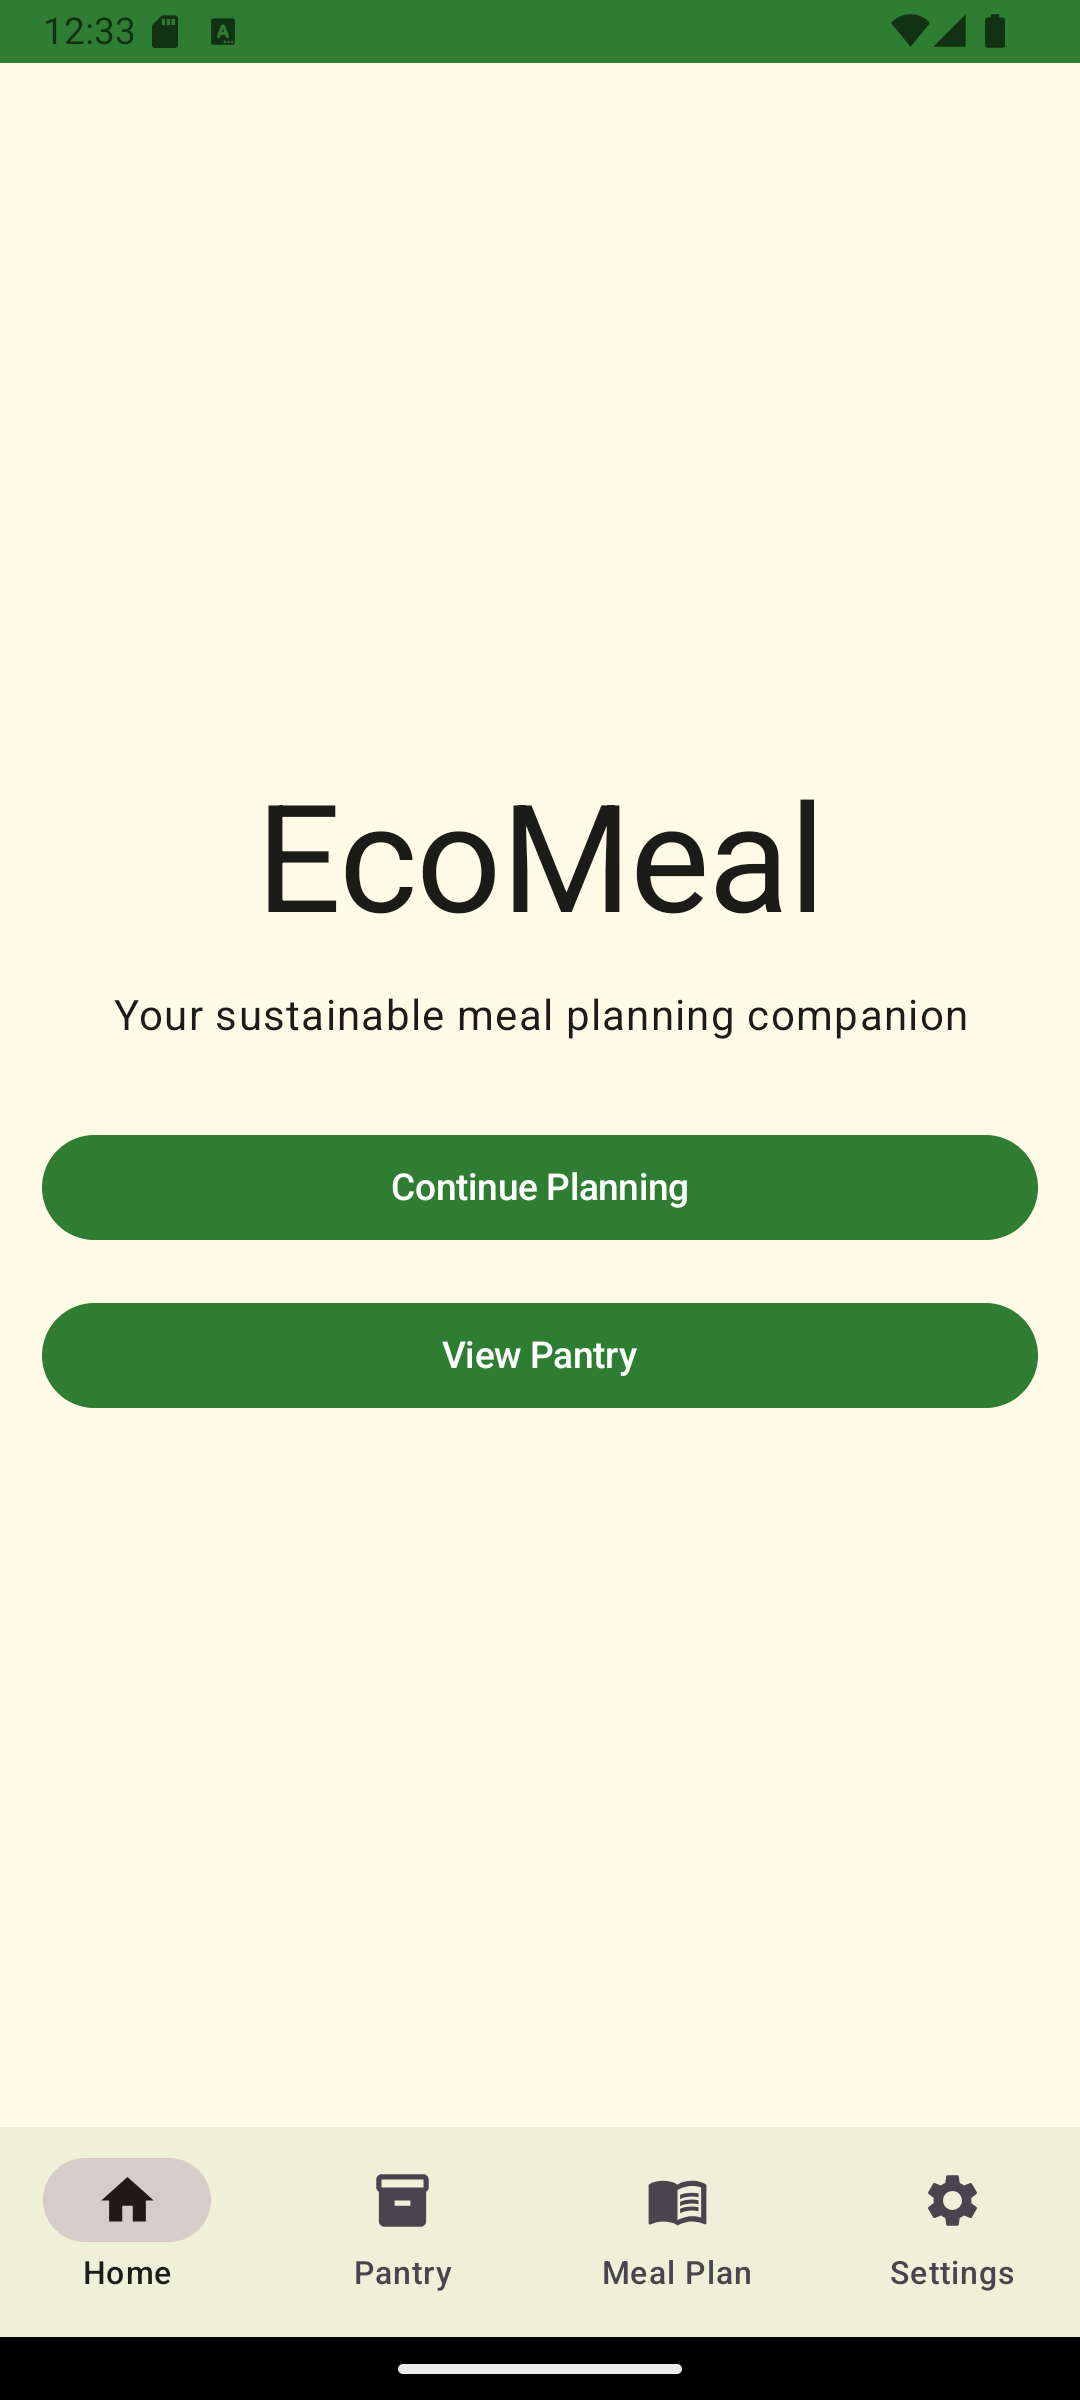 12:33
EcoMeal
Your sustainable meal planning companion
Continue Planning
View Pantry
Home
Pantry
Meal Plan
Settings